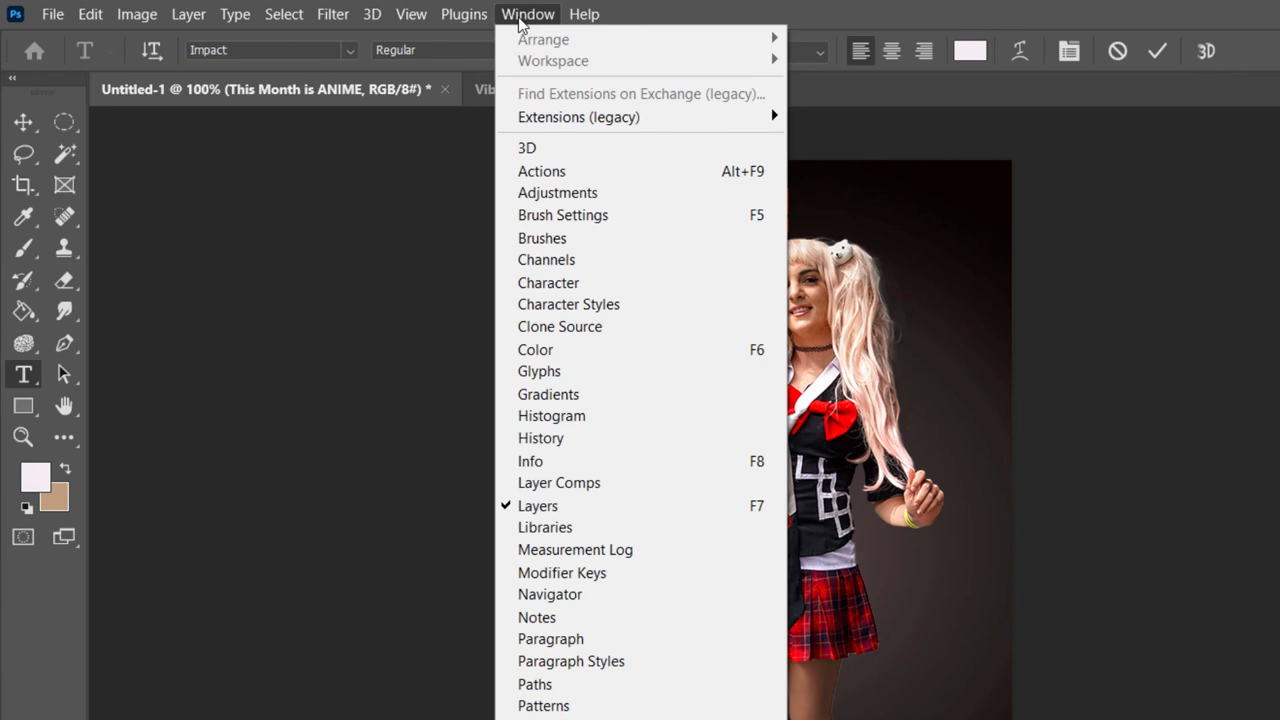 Ps File Edit Image Layer Type Select Filter 3D View Plugins Window Help
T Impact Regular 3D
Untitled-1 @ 100% (This Month is ANIME, RGB/8#) * × Vib
Arrange
Workspace
Find Extensions on Exchange (legacy)...
Extensions (legacy)
3D
Actions Alt+F9
Adjustments
Brush Settings F5
Brushes
Channels
Character
Character Styles
Clone Source
Color F6
Glyphs
Gradients
Histogram
History
Info F8
Layer Comps
Layers F7
Libraries
Measurement Log
Modifier Keys
Navigator
Notes
Paragraph
Paragraph Styles
Paths
Patterns